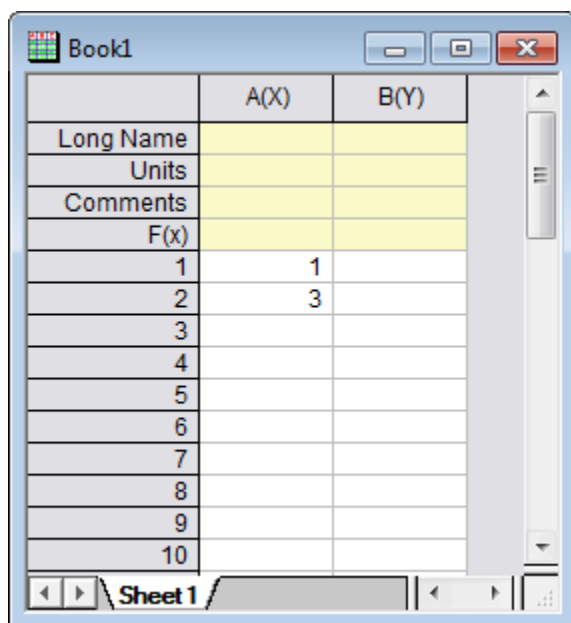 Book1
A(X) B(Y)
Long Name
Units
Comments
F(x)
1 1
2 3
3
4
5
6
7
8
9
10
Sheet1